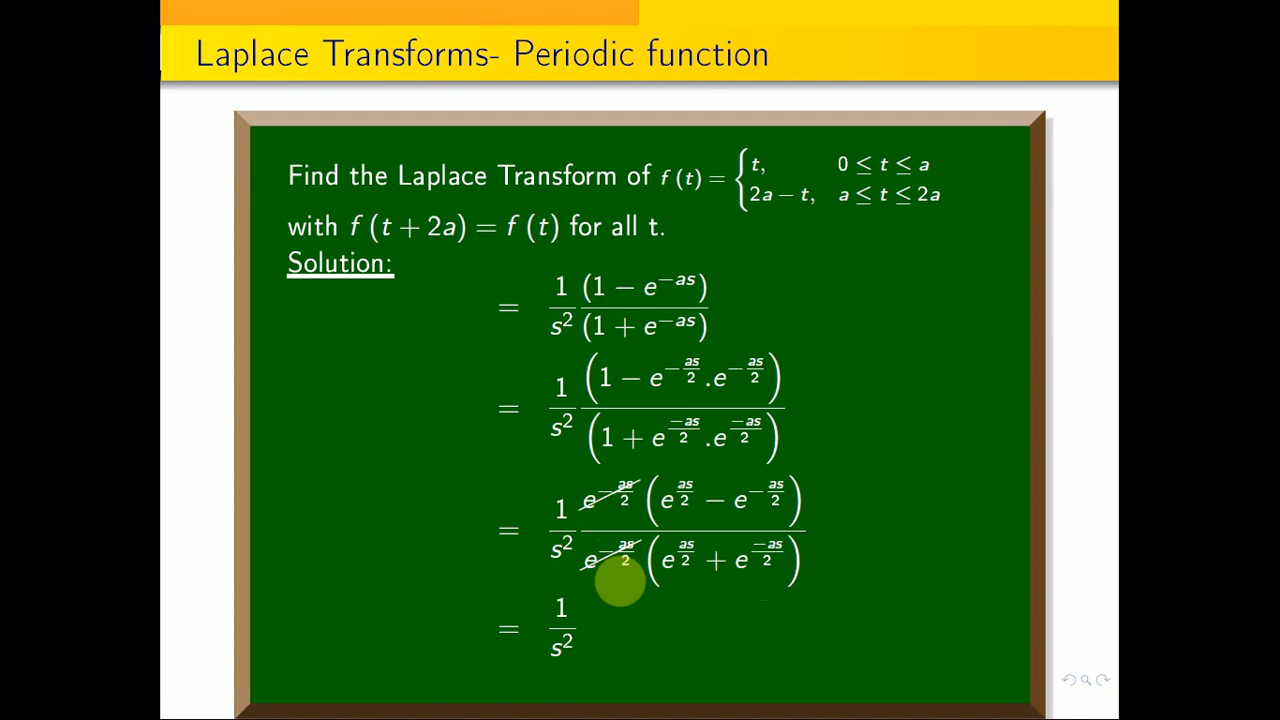 Laplace Transforms- Periodic function
Find the Laplace Transform of f(t) = { t, 0 ≤ t ≤ a
2a − t, a ≤ t ≤ 2a
with f(t + 2a) = f(t) for all t.
Solution:
= 1/s² (1 − e^(−as))/(1 + e^(−as))
= 1/s² (1 − e^(−as/2).e^(−as/2))/(1 + e^(−as/2).e^(−as/2))
= 1/s² e^(−as/2)(e^(as/2) − e^(−as/2))/e^(−as/2)(e^(as/2) + e^(−as/2))
= 1/s²